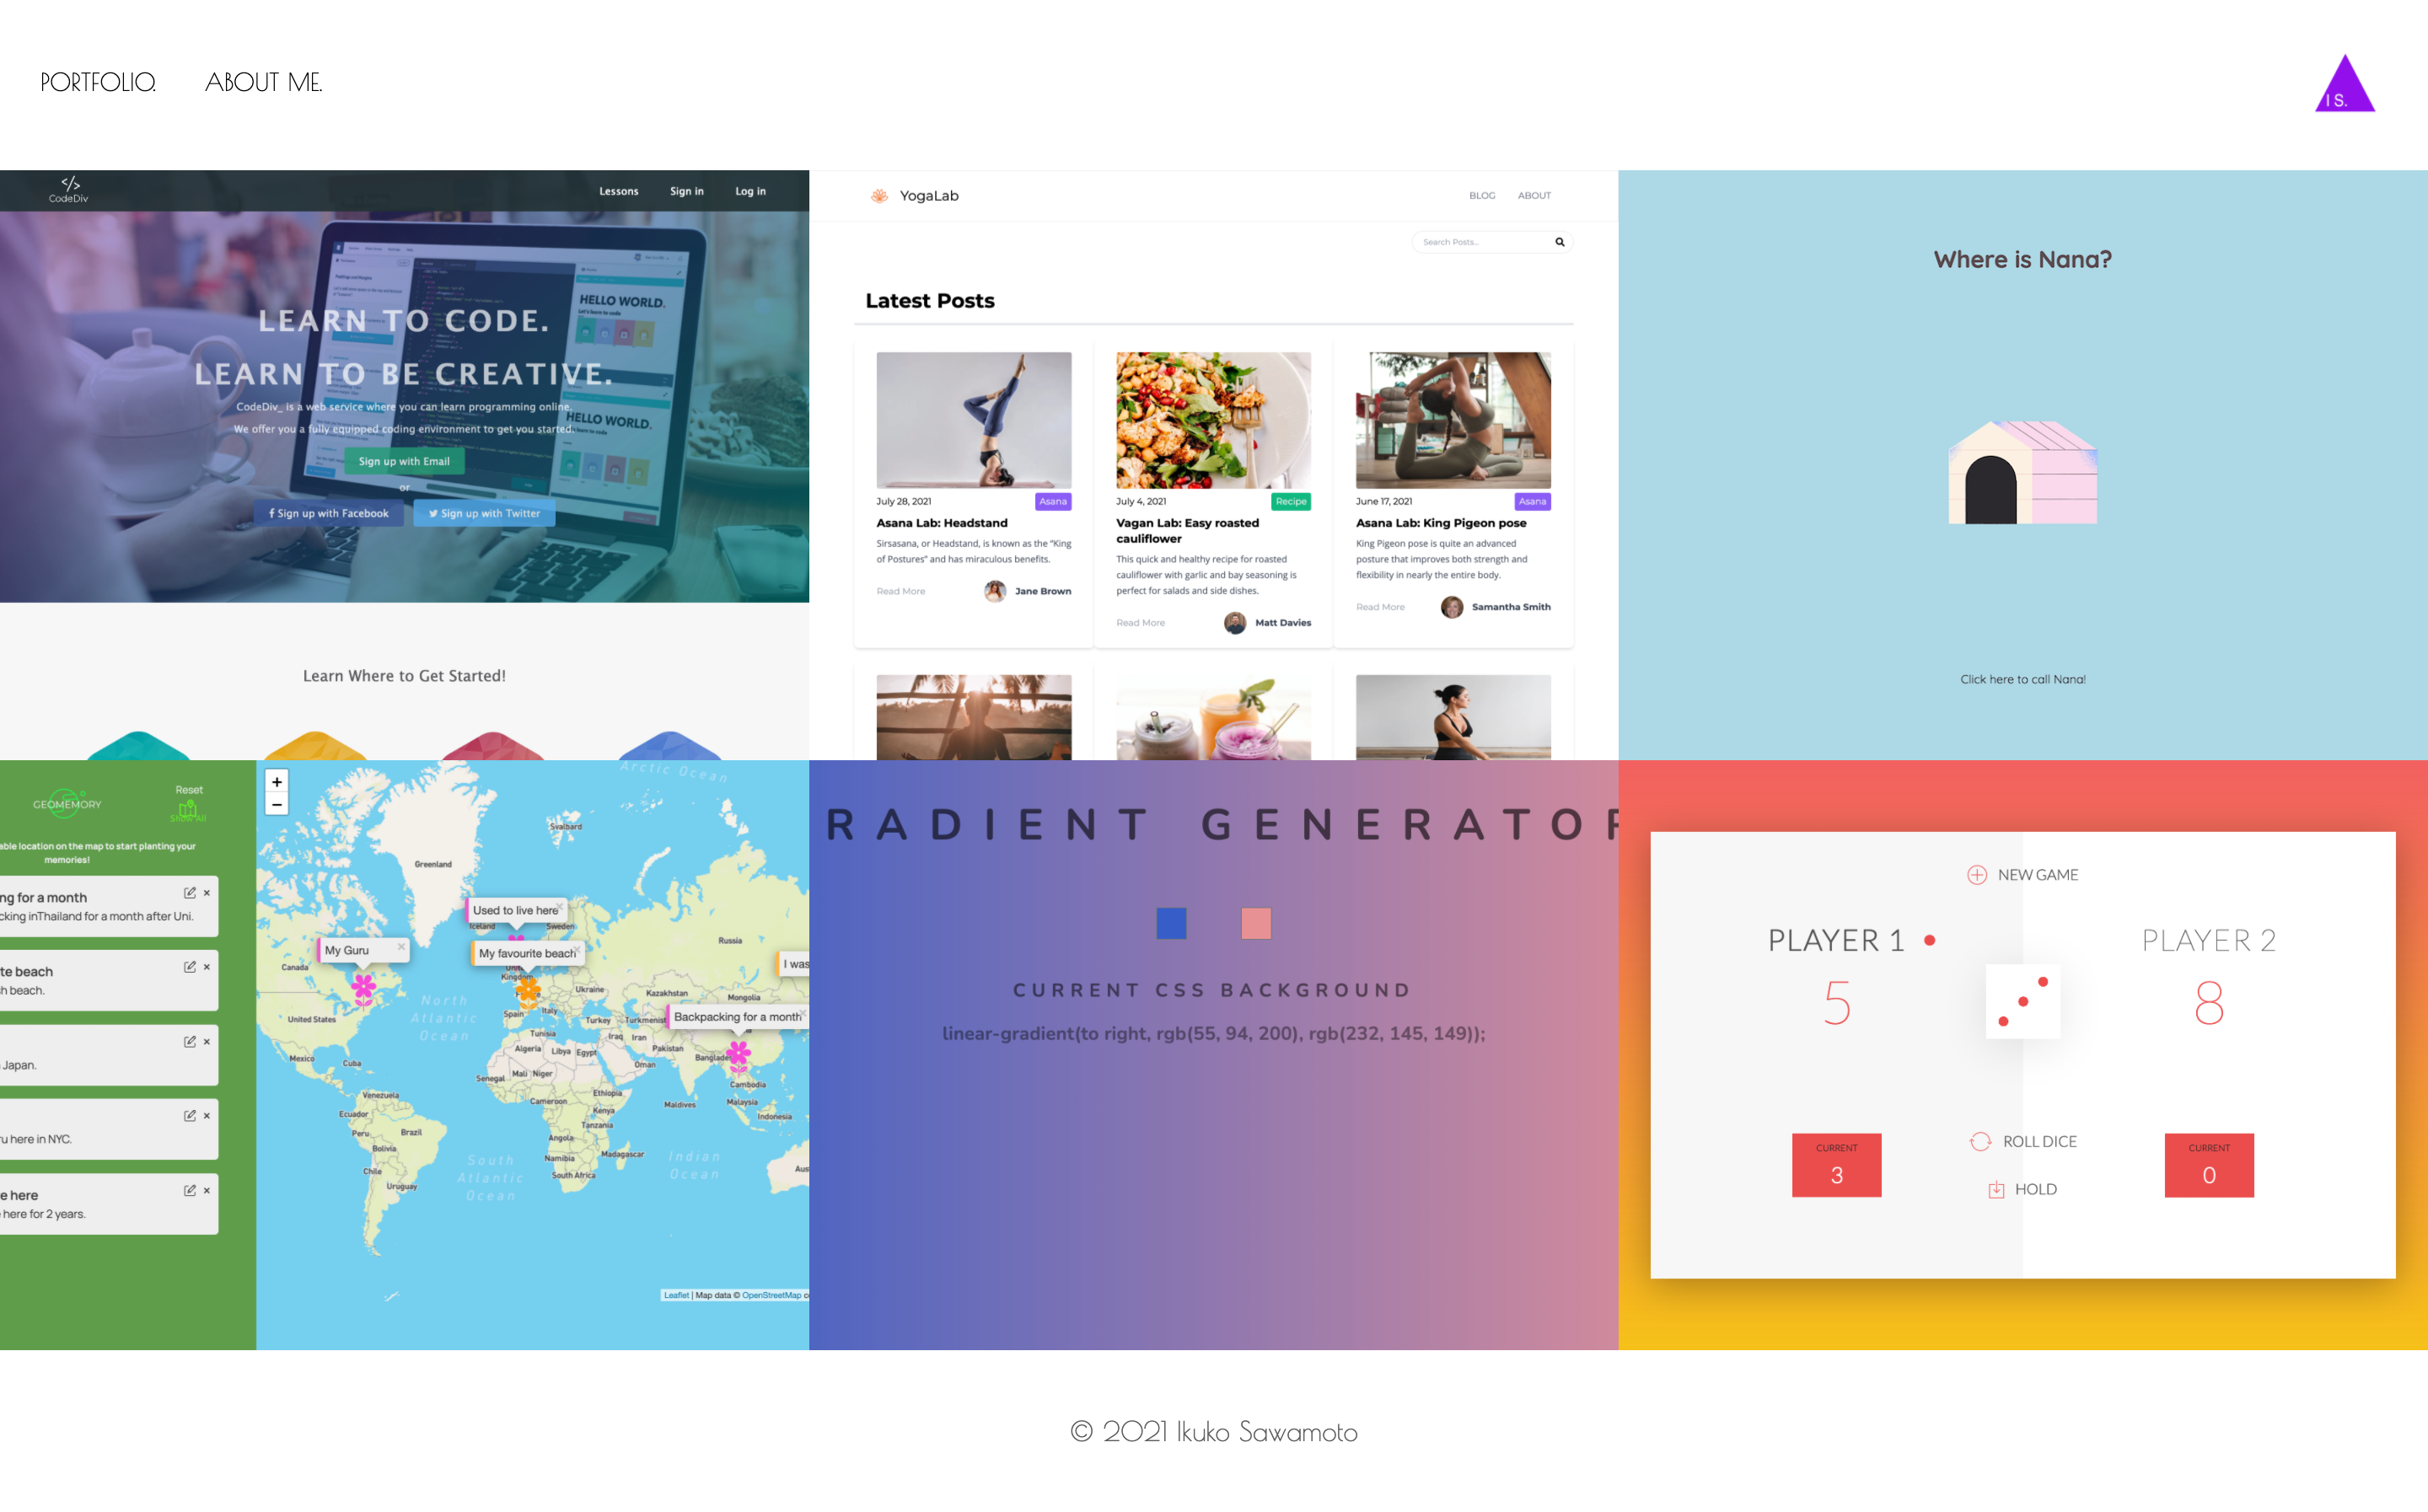 PORTFOLIO.
ABOUT ME.
I S.
</>
CodeDiv
Lessons
Sign in
Log in
HELLO WORLD.
Let's learn to code
LEARN TO CODE.
LEARN TO BE CREATIVE.
CodeDiv_ is a web service where you can learn programming online.
We offer you a fully equipped coding environment to get you started.
HELLO WORLD.
Sign up with Email
or
Sign up with Facebook
Sign up with Twitter
Learn Where to Get Started!
YogaLab
BLOG
ABOUT
Search Posts...
Latest Posts
July 28, 2021
Asana
Asana Lab: Headstand
Sirsasana, or Headstand, is known as the "King
of Postures" and has miraculous benefits.
Read More
Jane Brown
July 4, 2021
Recipe
Vagan Lab: Easy roasted
cauliflower
This quick and healthy recipe for roasted
cauliflower with garlic and bay seasoning is
perfect for salads and side dishes.
Read More
Matt Davies
June 17, 2021
Asana
Asana Lab: King Pigeon pose
King Pigeon pose is quite an advanced
posture that improves both strength and
flexibility in nearly the entire body.
Read More
Samantha Smith
Where is Nana?
Click here to call Nana!
GEOMEMORY
Reset
Show All
able location on the map to start planting your
memories!
ng for a month
cking inThailand for a month after Uni.
te beach
h beach.
Japan.
u here in NYC.
e here
here for 2 years.
+
−
Arctic Ocean
Svalbard
Greenland
Used to live here
Iceland
Sweden
Russia
My Guru
My favourite beach
I was
Canada
Kingdom
Ukraine
Kazakhstan
Mongolia
North
Atlantic
Ocean
United States
Spain
Italy
Turkey
Turkmenist
Backpacking for a month
Tunisia
Iraq
Iran
Mexico
Cuba
Algeria
Libya
Egypt
Pakistan
Banglades
Oman
Senegal
Mali
Niger
Cambodia
Venezuela
Cameroon
Ethiopia
Maldives
Malaysia
Ecuador
Kenya
Indonesia
Peru
Brazil
Tanzania
Bolivia
Angola
Madagascar
Indian
Ocean
South
Atlantic
Ocean
Namibia
Chile
South Africa
Aus
Uruguay
Leaflet | Map data © OpenStreetMap c
RADIENT GENERATOR
CURRENT CSS BACKGROUND
linear-gradient(to right, rgb(55, 94, 200), rgb(232, 145, 149));
NEW GAME
PLAYER 1
PLAYER 2
5
8
CURRENT
3
ROLL DICE
HOLD
CURRENT
0
© 2021 Ikuko Sawamoto